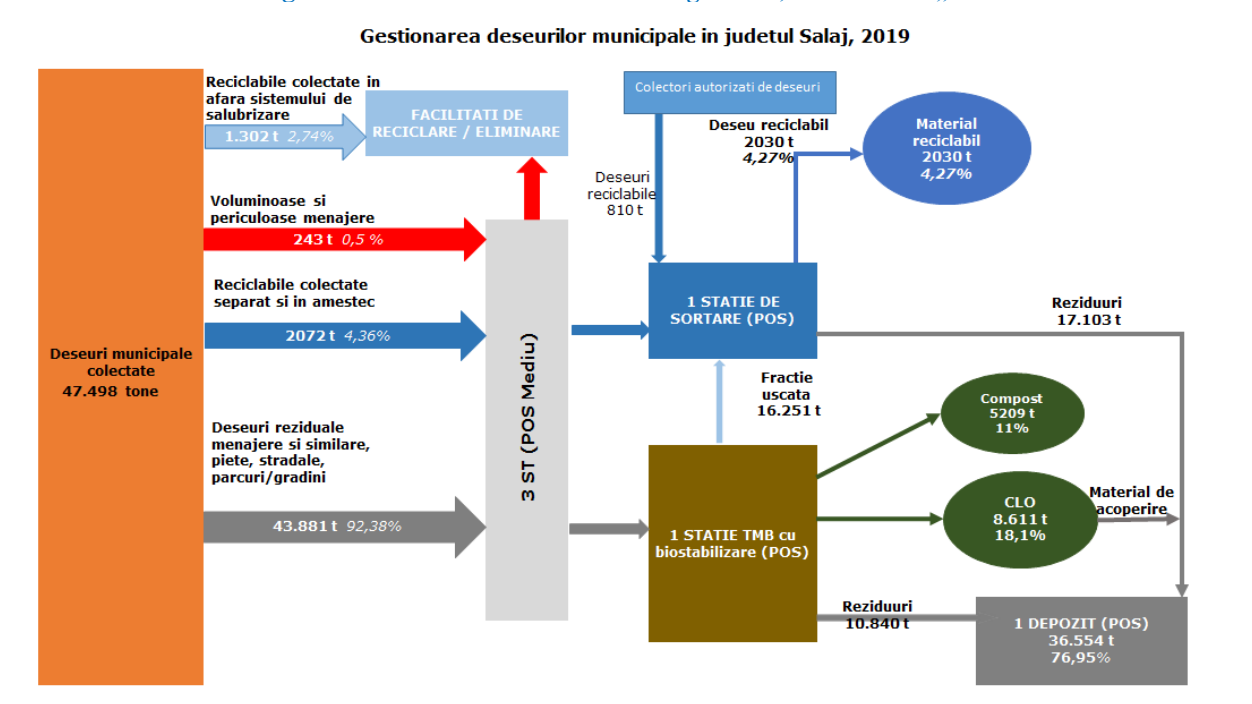 Gestionarea deseurilor municipale in judetul Salaj, 2019
Reciclabile colectate in
afara sistemului de
salubrizare
1.302 t 2,74%
FACILITATI DE
RECICLARE / ELIMINARE
Colectori autorizati de deseuri
Deseu reciclabil
2030 t
4,27%
Material
reciclabil
2030 t
4,27%
Deseuri
reciclabile
810 t
Voluminoase si
periculoase menajere
243 t 0,5 %
Reciclabile colectate
separat si in amestec
2072 t 4,36%
1 STATIE DE
SORTARE (POS)
Reziduuri
17.103 t
Deseuri municipale
colectate
47.498 tone
3 ST (POS Mediu)
Fractie
uscata
16.251 t
Compost
5209 t
11%
Deseuri reziduale
menajere si similare,
piete, stradale,
parcuri/gradini
43.881 t 92,38%
1 STATIE TMB cu
biostabilizare (POS)
CLO
8.611 t
18,1%
Material de
acoperire
Reziduuri
10.840 t
1 DEPOZIT (POS)
36.554 t
76,95%